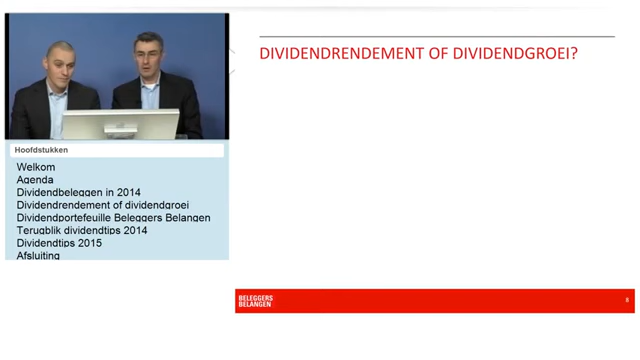 DIVIDENDRENDEMENT OF DIVIDENDGROEI?
Hoofdstukken
Welkom
Agenda
Dividendbeleggen in 2014
Dividendrendement of dividendgroei
Dividendportefeuille Beleggers Belangen
Terugblik dividendtips 2014
Dividendtips 2015
Afsluiting
BELEGGERS
BELANGEN
8